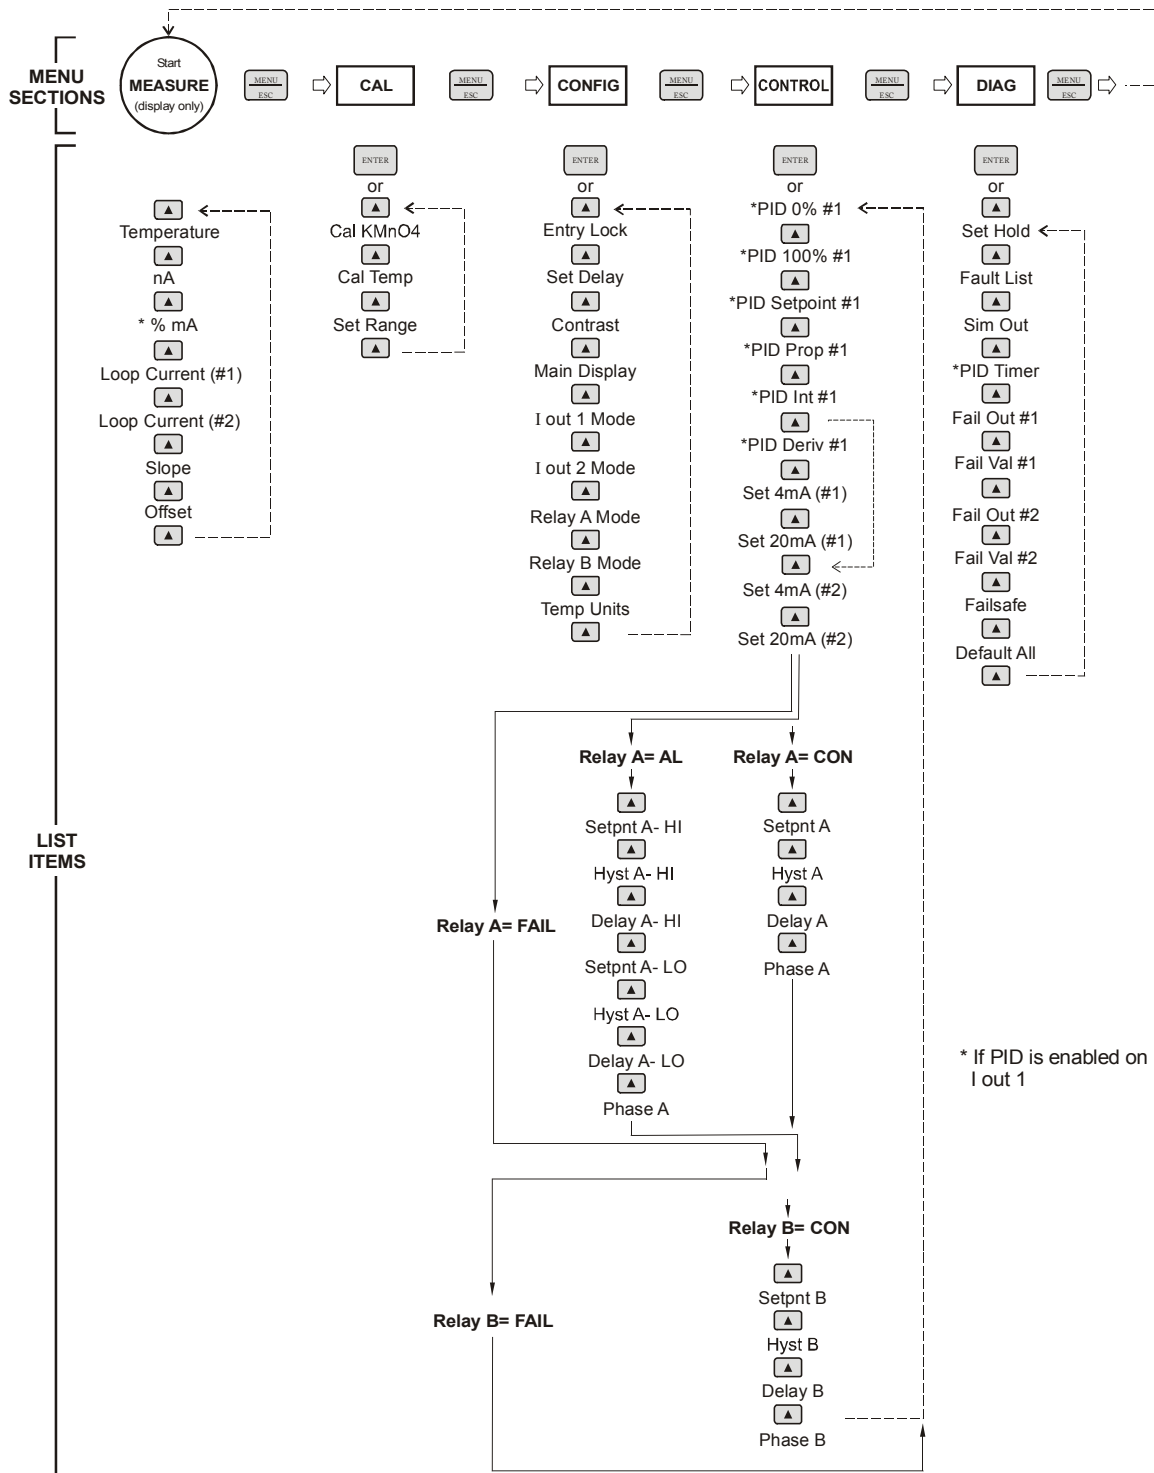 MENU
SECTIONS
Start
MEASURE
(display only)
MENU
ESC
CAL
MENU
ESC
CONFIG
MENU
ESC
CONTROL
MENU
ESC
DIAG
MENU
ESC
LIST
ITEMS
Temperature
nA
* % mA
Loop Current (#1)
Loop Current (#2)
Slope
Offset
ENTER
or
Cal KMnO4
Cal Temp
Set Range
ENTER
or
Entry Lock
Set Delay
Contrast
Main Display
I out 1 Mode
I out 2 Mode
Relay A Mode
Relay B Mode
Temp Units
ENTER
or
*PID 0% #1
*PID 100% #1
*PID Setpoint #1
*PID Prop #1
*PID Int #1
*PID Deriv #1
Set 4mA (#1)
Set 20mA (#1)
Set 4mA (#2)
Set 20mA (#2)
ENTER
or
Set Hold
Fault List
Sim Out
*PID Timer
Fail Out #1
Fail Val #1
Fail Out #2
Fail Val #2
Failsafe
Default All
Relay A= FAIL
Relay A= AL
Setpnt A- HI
Hyst A- HI
Delay A- HI
Setpnt A- LO
Hyst A- LO
Delay A- LO
Phase A
Relay A= CON
Setpnt A
Hyst A
Delay A
Phase A
* If PID is enabled on
I out 1
Relay B= FAIL
Relay B= CON
Setpnt B
Hyst B
Delay B
Phase B